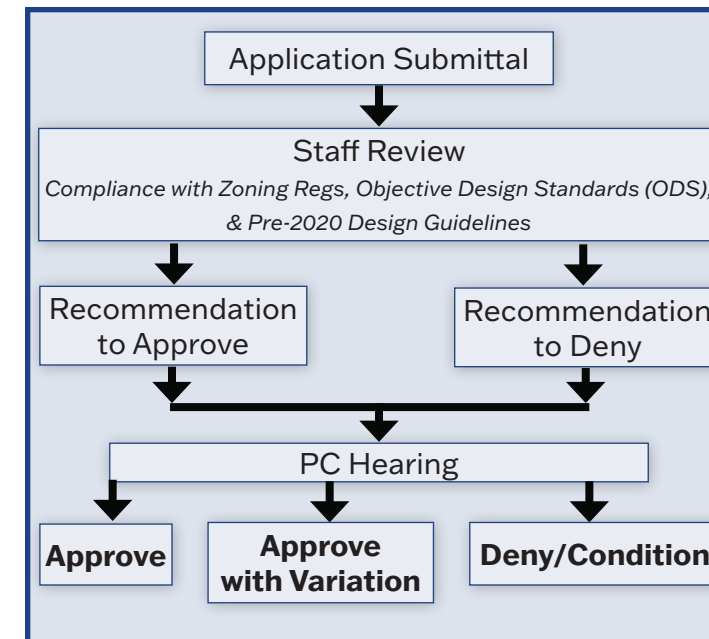 Application Submittal
Staff Review
Compliance with Zoning Regs, Objective Design Standards (ODS),
& Pre-2020 Design Guidelines
Recommendation
to Approve
Recommendation
to Deny
PC Hearing
Approve
Approve
with Variation
Deny/Condition